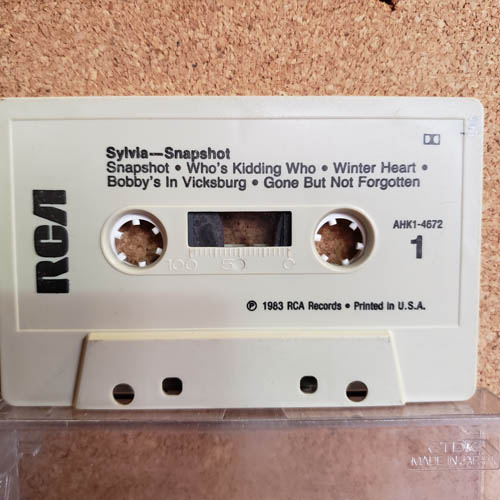 Sylvia---Snapshot
Snapshot • Who's Kidding Who • Winter Heart •
Bobby's In Vicksburg • Gone But Not Forgotten
RCA
AHK1-4672
1
100 50 0
℗ 1983 RCA Records • Printed in U.S.A.
TDK
MADE IN JAPAN